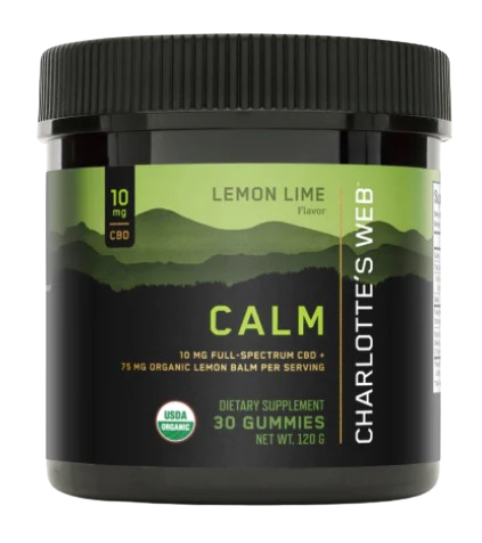 10
mg
CBD
LEMON LIME
Flavor
CALM
10 MG FULL-SPECTRUM CBD +
75 MG ORGANIC LEMON BALM PER SERVING
USDA
ORGANIC
DIETARY SUPPLEMENT
30 GUMMIES
NET WT. 120 G
CHARLOTTE'S WEB